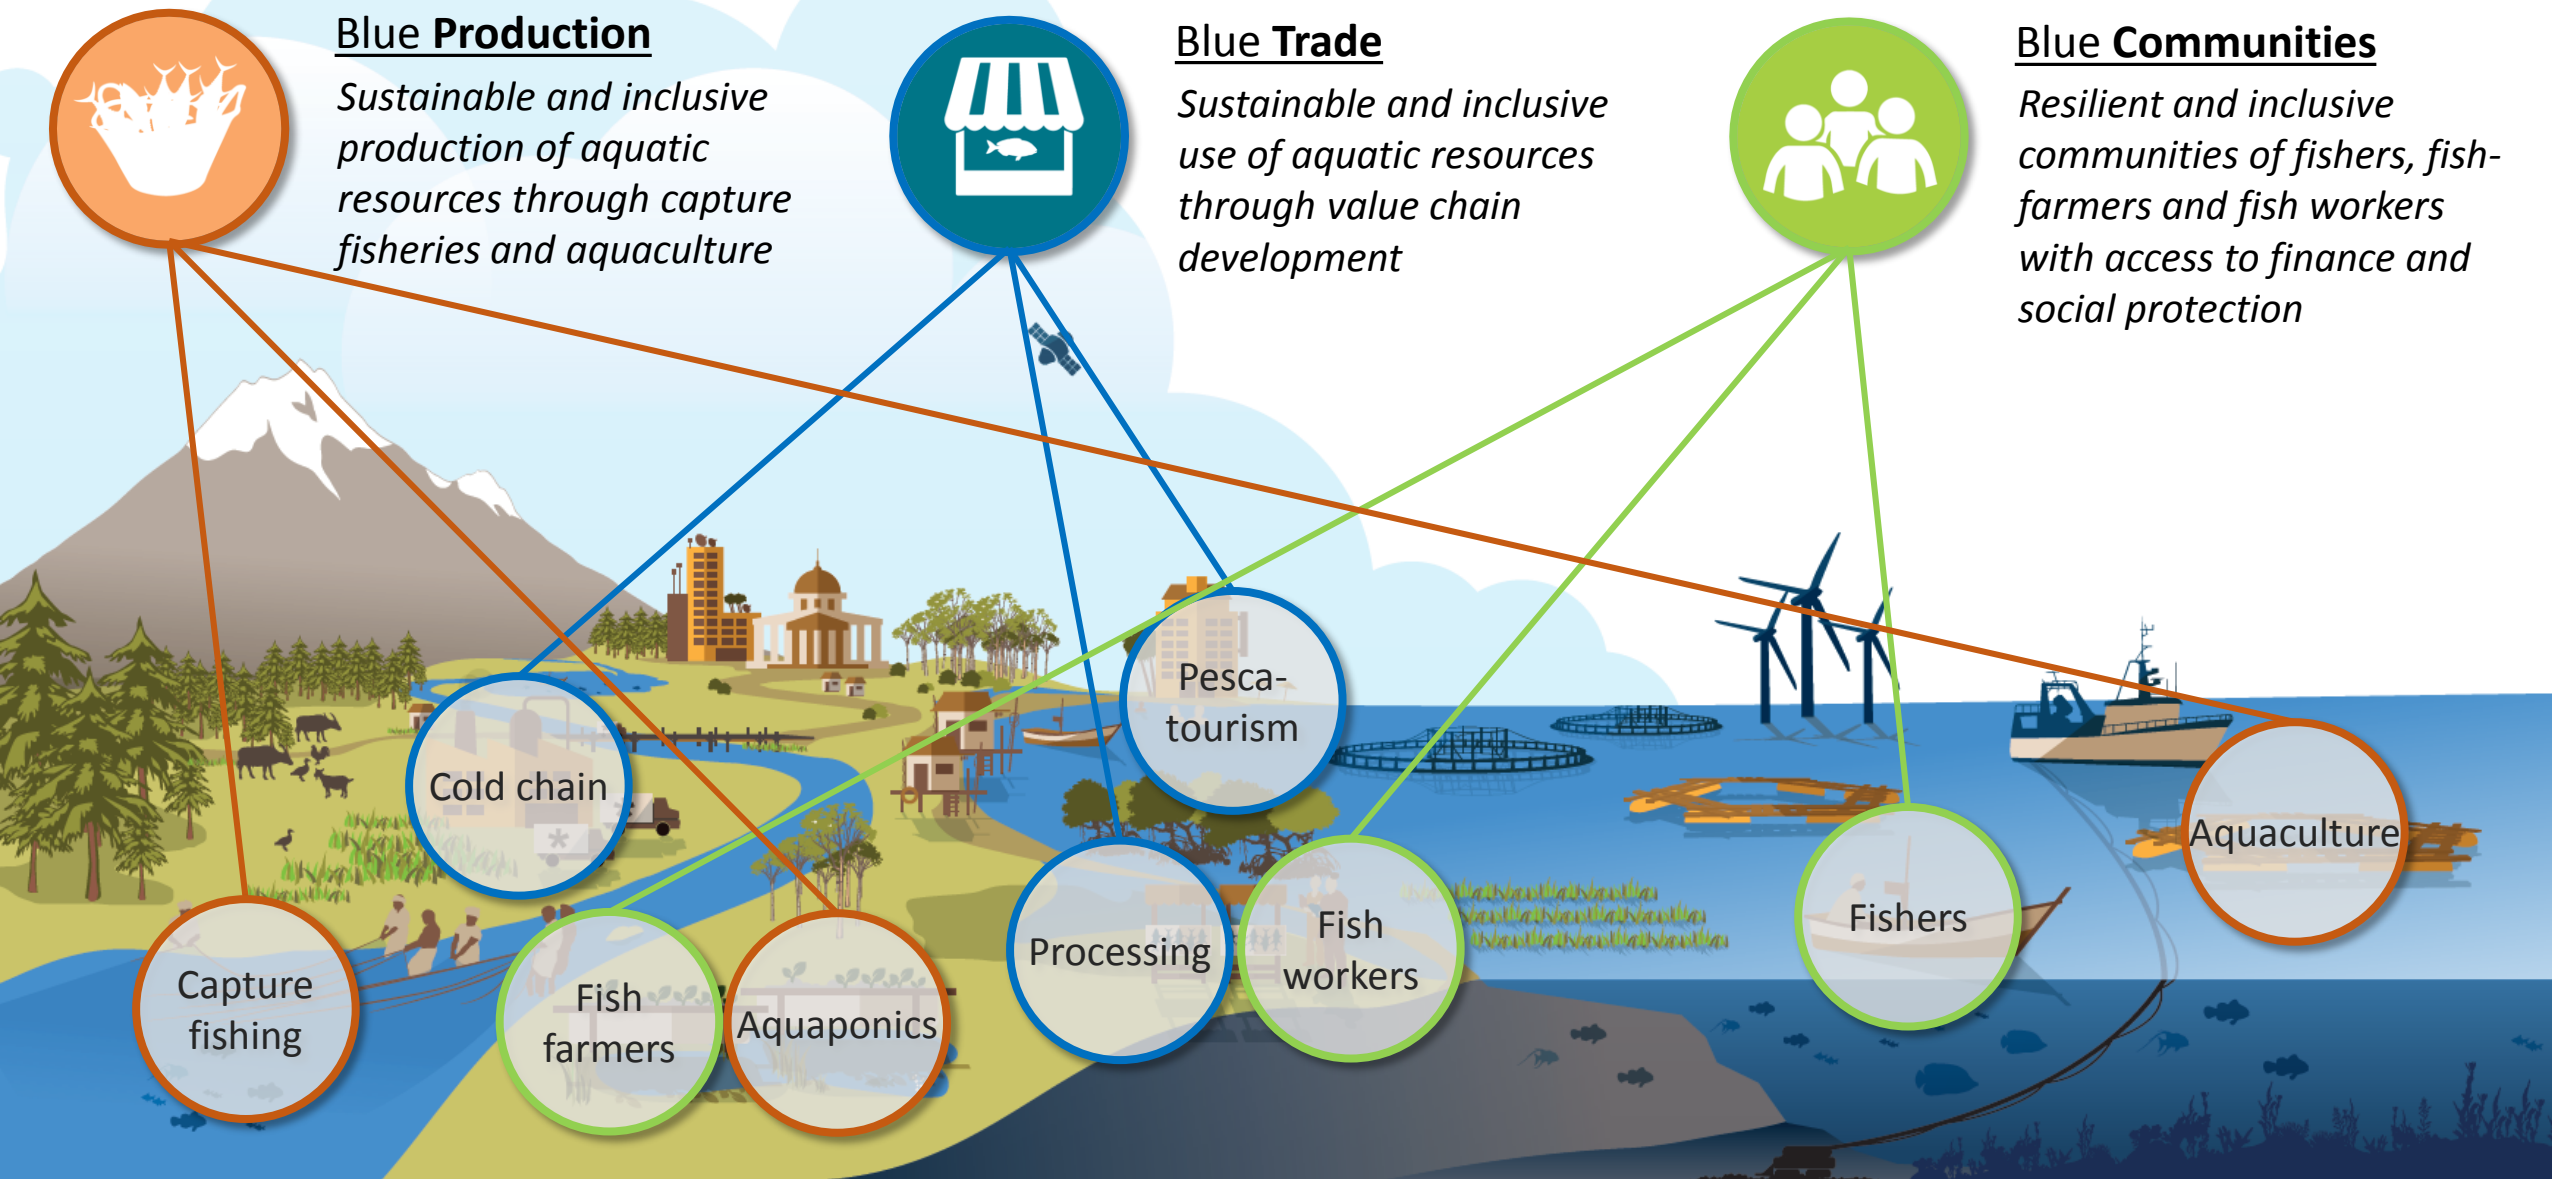 Blue Production
Sustainable and inclusive
production of aquatic
resources through capture
fisheries and aquaculture
Blue Trade
Sustainable and inclusive
use of aquatic resources
through value chain
development
Blue Communities
Resilient and inclusive
communities of fishers, fish-
farmers and fish workers
with access to finance and
social protection
Pesca-
tourism
Cold chain
Aquaculture
Capture
fishing
Fish
farmers
Aquaponics
Processing
Fish
workers
Fishers